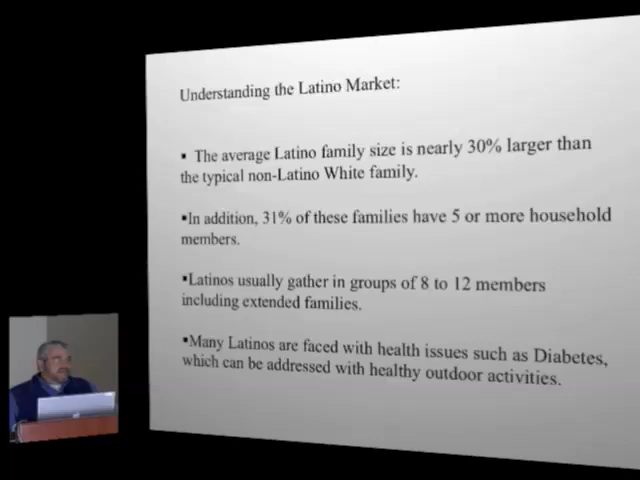 Understanding the Latino Market:
▪ The average Latino family size is nearly 30% larger than
the typical non-Latino White family.
▪In addition, 31% of these families have 5 or more household
members.
▪Latinos usually gather in groups of 8 to 12 members
including extended families.
▪Many Latinos are faced with health issues such as Diabetes,
which can be addressed with healthy outdoor activities.